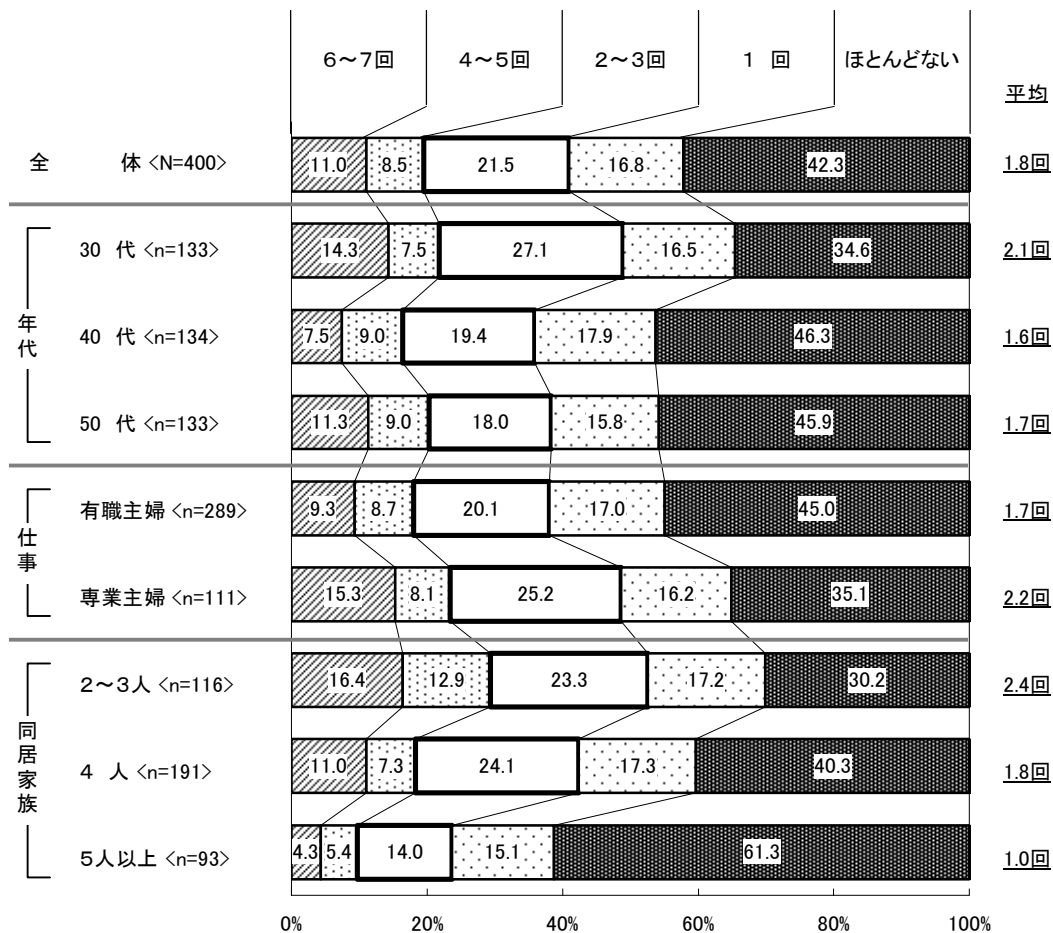 6～7回 4～5回 2～3回 1 回 ほとんどない
平均
全 体 <N=400> 11.0 8.5 21.5 16.8 42.3 1.8回
年代
30 代 <n=133> 14.3 7.5 27.1 16.5 34.6 2.1回
40 代 <n=134> 7.5 9.0 19.4 17.9 46.3 1.6回
50 代 <n=133> 11.3 9.0 18.0 15.8 45.9 1.7回
仕事
有職主婦 <n=289> 9.3 8.7 20.1 17.0 45.0 1.7回
専業主婦 <n=111> 15.3 8.1 25.2 16.2 35.1 2.2回
同居家族
2～3人 <n=116> 16.4 12.9 23.3 17.2 30.2 2.4回
4 人 <n=191> 11.0 7.3 24.1 17.3 40.3 1.8回
5人以上 <n=93> 4.3 5.4 14.0 15.1 61.3 1.0回
0% 20% 40% 60% 80% 100%